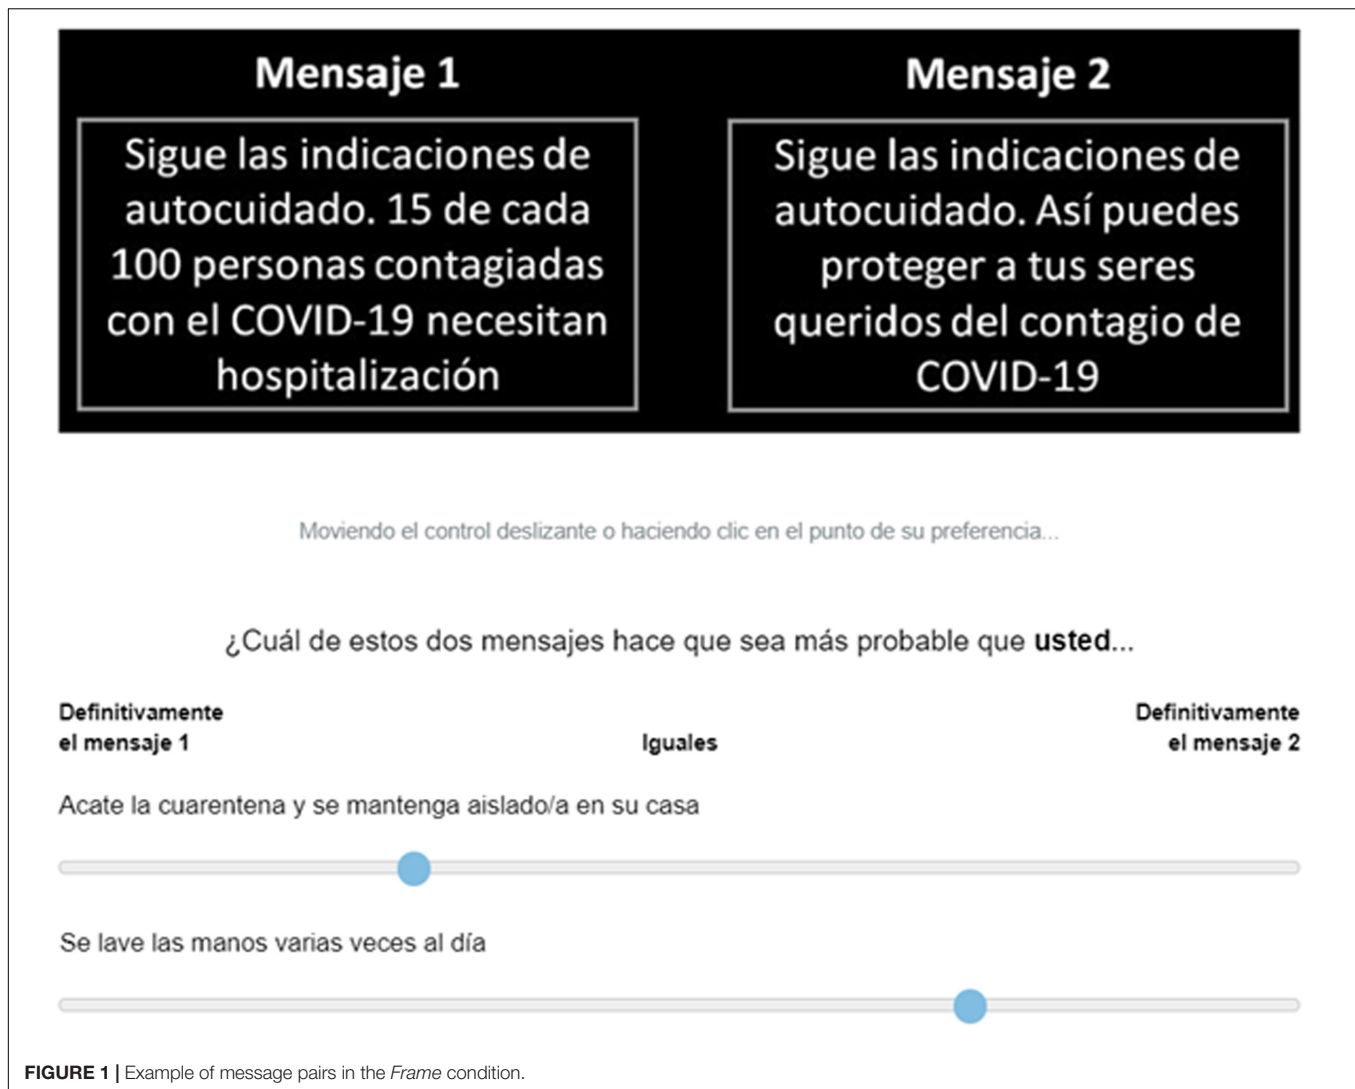 Mensaje 1
Sigue las indicaciones de
autocuidado. 15 de cada
100 personas contagiadas
con el COVID-19 necesitan
hospitalización
Mensaje 2
Sigue las indicaciones de
autocuidado. Así puedes
proteger a tus seres
queridos del contagio de
COVID-19
Moviendo el control deslizante o haciendo clic en el punto de su preferencia...
¿Cuál de estos dos mensajes hace que sea más probable que usted...
Definitivamente
el mensaje 1
Iguales
Definitivamente
el mensaje 2
Acate la cuarentena y se mantenga aislado/a en su casa
Se lave las manos varias veces al día
FIGURE 1 | Example of message pairs in the Frame condition.